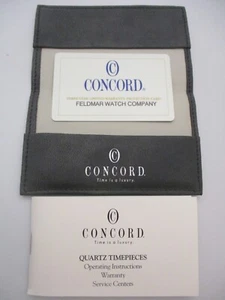 CONCORD®
FELDMAR WATCH COMPANY
CONCORD.
Time is a luxury.
CONCORD.
Time is a luxury.
QUARTZ TIMEPIECES
Operating Instructions
Warranty
Service Centers